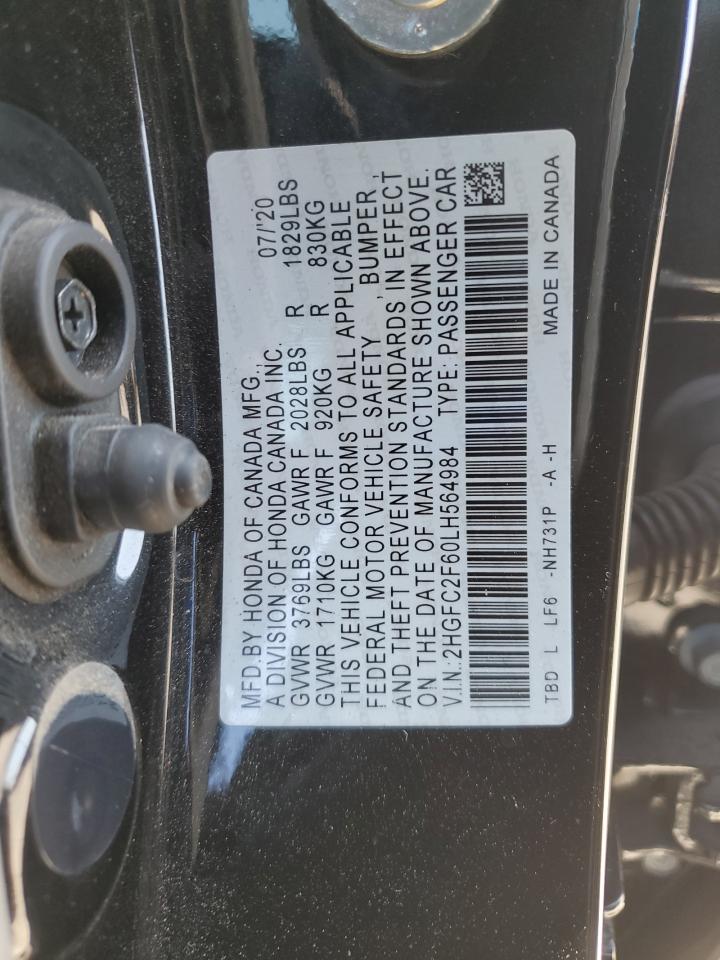 MFD.BY HONDA OF CANADA MFG., 07/'20
A DIVISION OF HONDA CANADA INC.
GVWR 3769LBS GAWR F 2028LBS R 1829LBS
GVWR 1710KG GAWR F 920KG R 830KG
THIS VEHICLE CONFORMS TO ALL APPLICABLE
FEDERAL MOTOR VEHICLE SAFETY , BUMPER ,
AND THEFT PREVENTION STANDARDS, IN EFFECT
ON THE DATE OF MANUFACTURE SHOWN ABOVE.
V.I.N.:2HGFC2F60LH564984 TYPE: PASSENGER CAR
TBD L LF6 -NH731P -A -H MADE IN CANADA